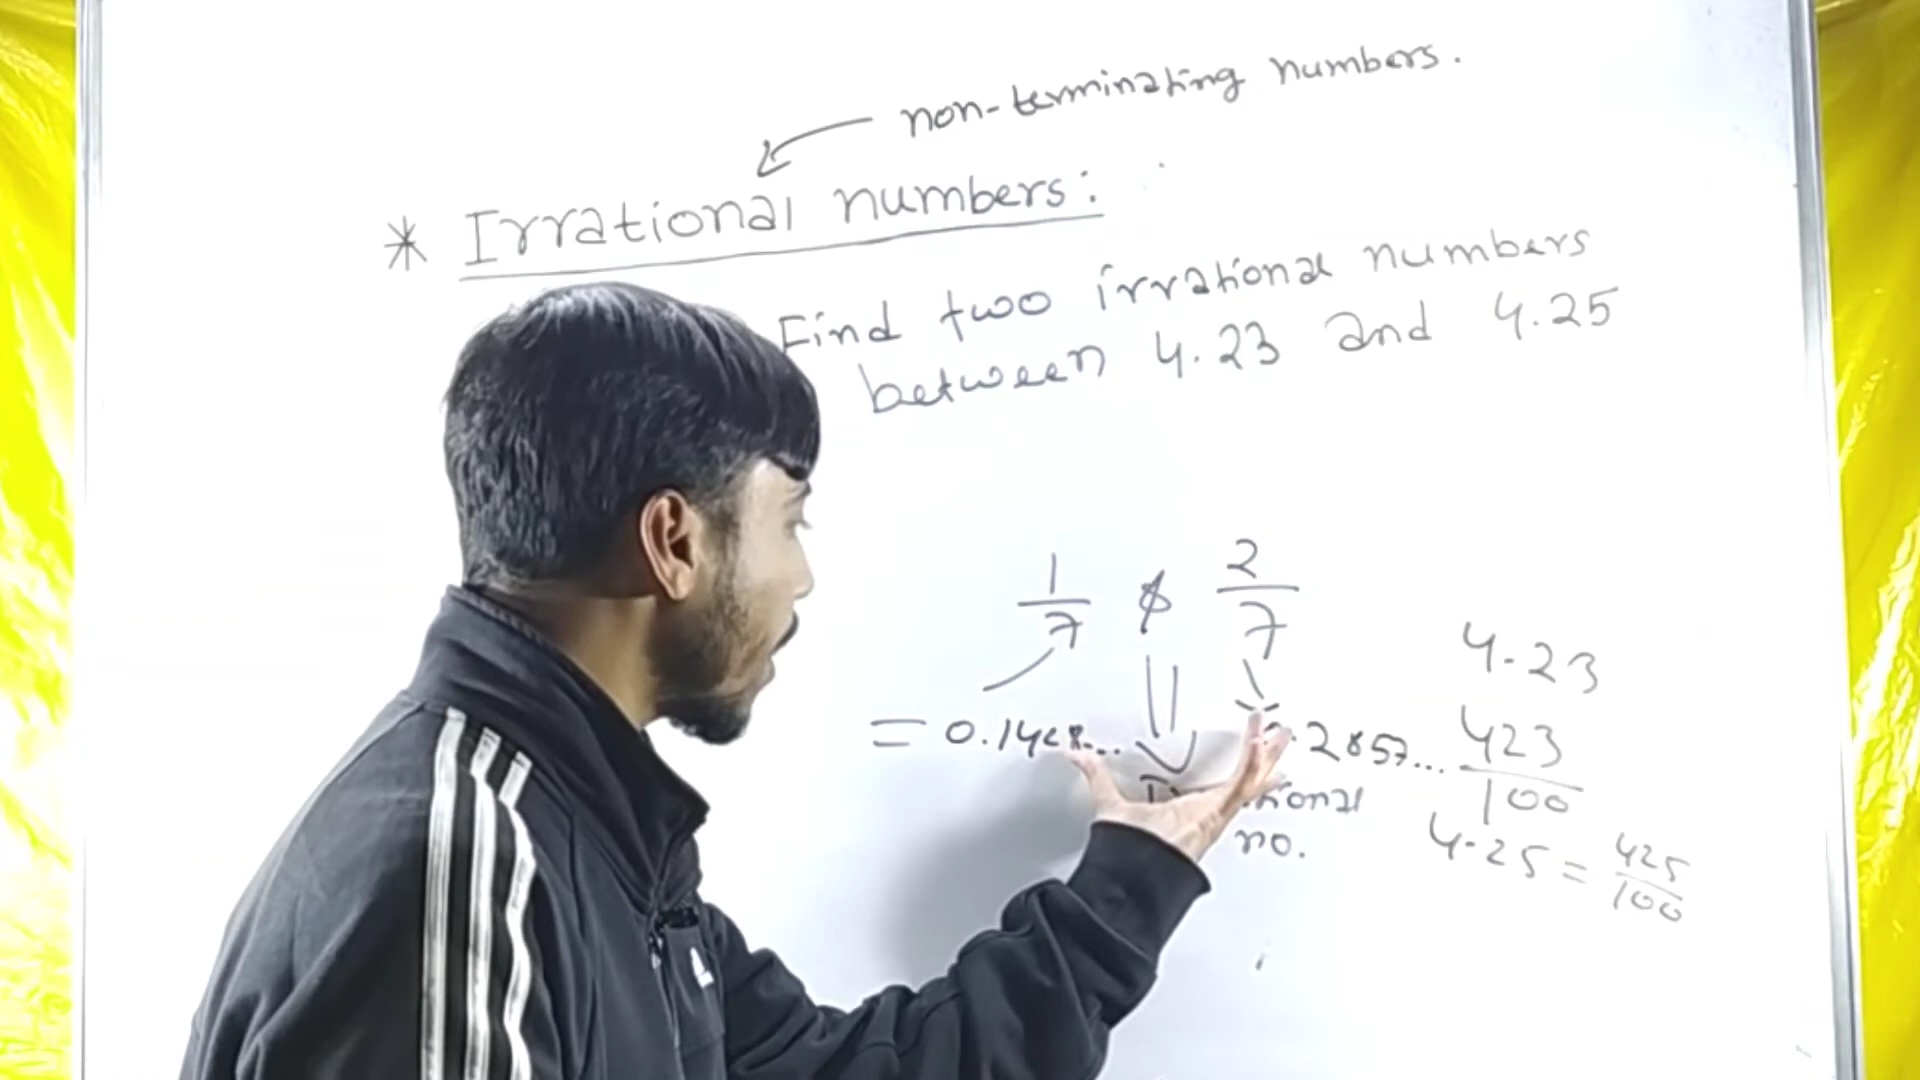 non-terminating numbers.
* Irrational numbers:
Find two irrational numbers
between 4.23 and 4.25
1/7 & 2/7
4.23
= 0.1428... .2857... 423/100
no.
4.25 = 425/100